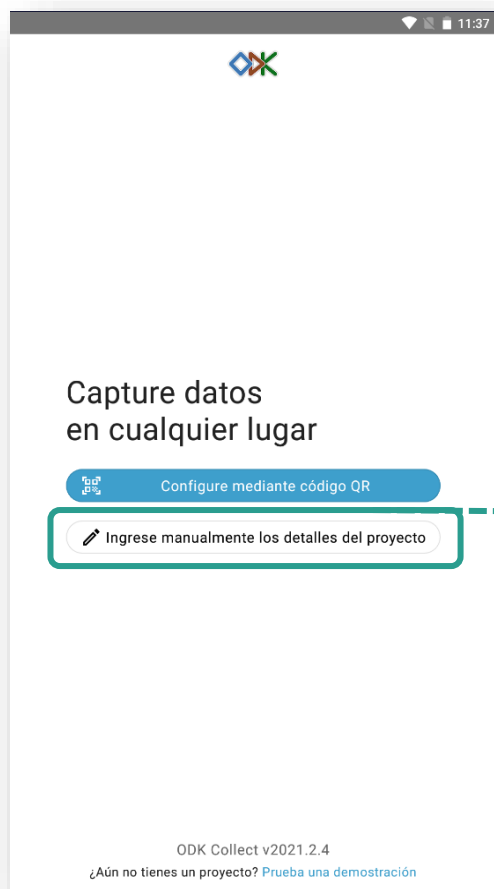 11:37
ODK
Capture datos
en cualquier lugar
Configure mediante código QR
Ingrese manualmente los detalles del proyecto
ODK Collect v2021.2.4
¿Aún no tienes un proyecto? Prueba una demostración